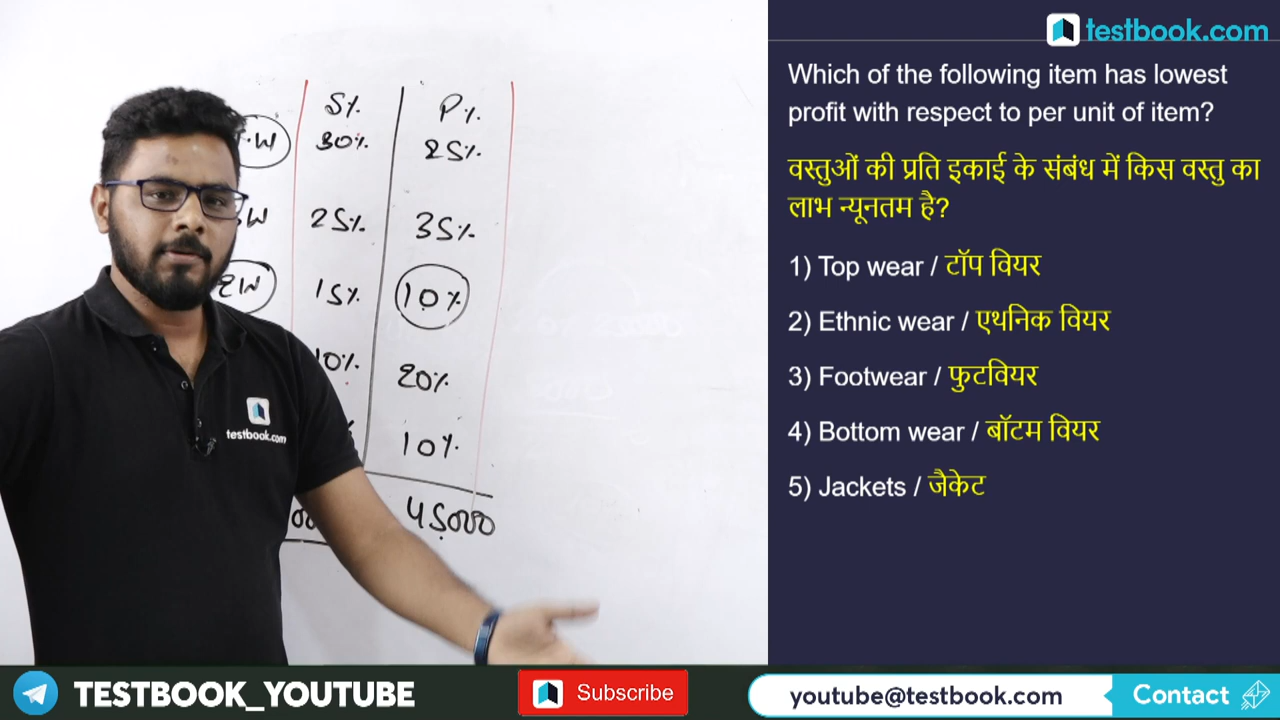 S%
P%
W
30%
25%
W
25%
35%
EW
15%
10%
10%
20%
%
10%
00
45000
testbook.com
testbook.com
Which of the following item has lowest
profit with respect to per unit of item?
वस्तुओं की प्रति इकाई के संबंध में किस वस्तु का
लाभ न्यूनतम है?
1) Top wear / टॉप वियर
2) Ethnic wear / एथनिक वियर
3) Footwear / फुटवियर
4) Bottom wear / बॉटम वियर
5) Jackets / जैकेट
TESTBOOK_YOUTUBE
Subscribe
youtube@testbook.com
Contact